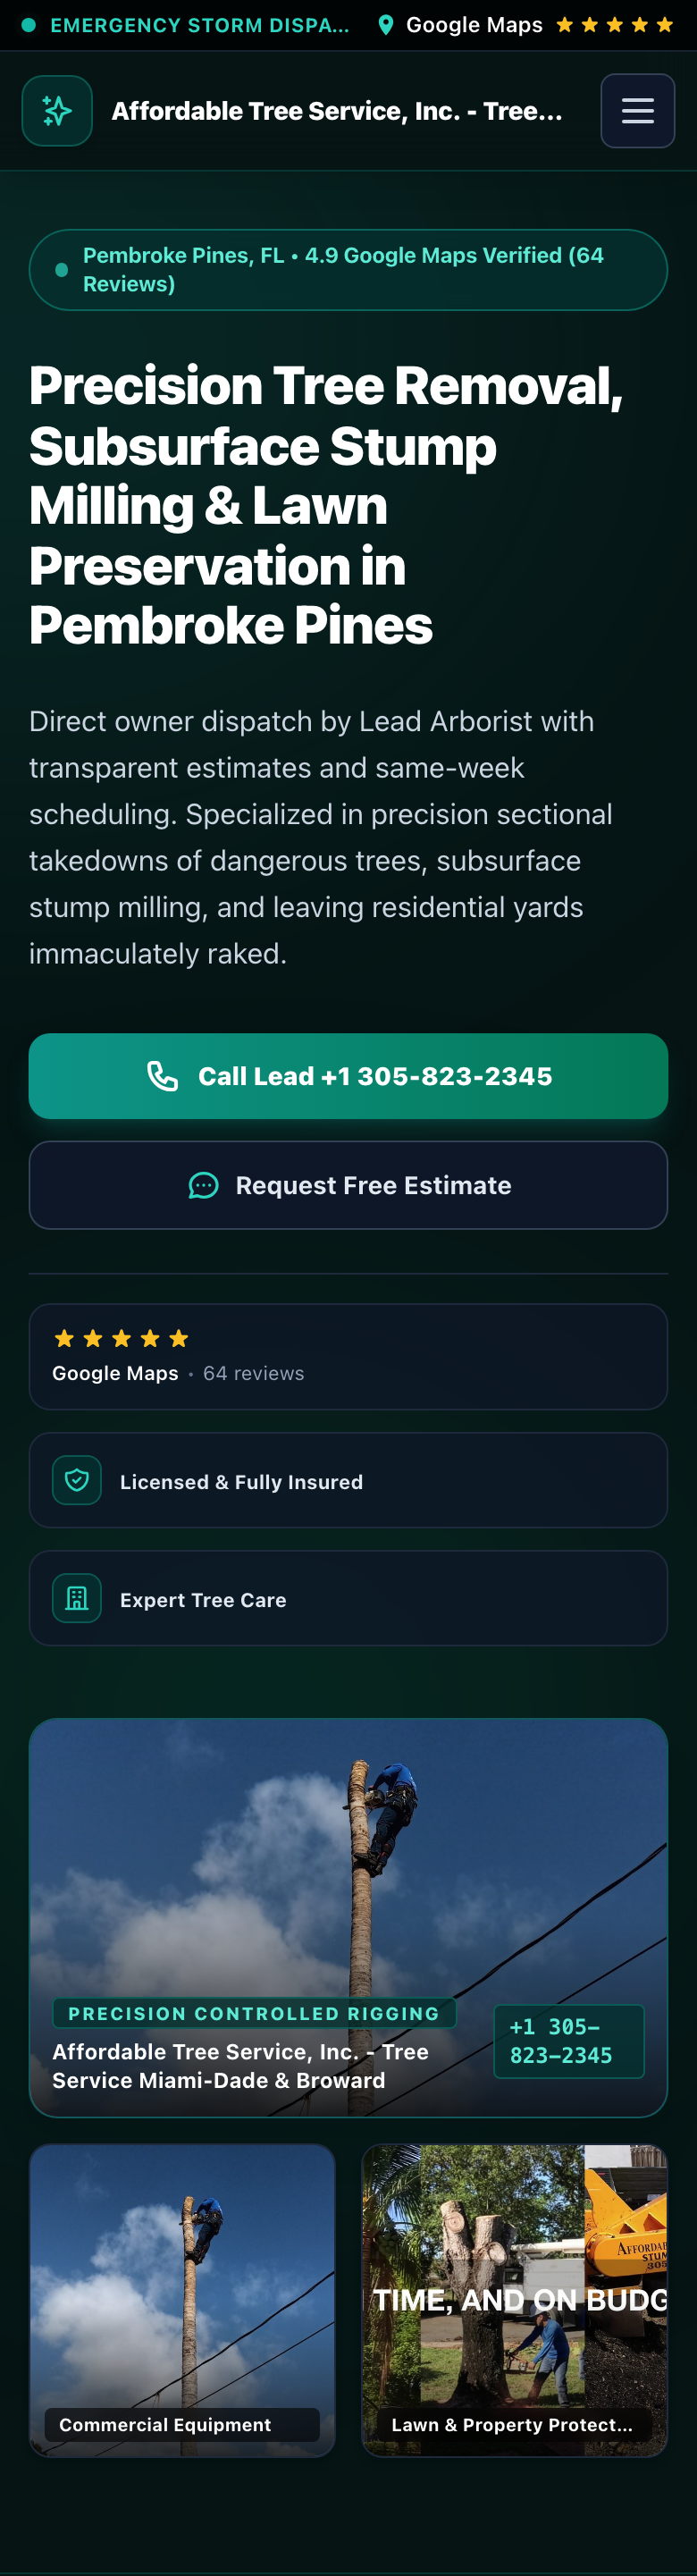 EMERGENCY STORM DISPA...
Google Maps
Affordable Tree Service, Inc. - Tree...
Pembroke Pines, FL • 4.9 Google Maps Verified (64
Reviews)
Precision Tree Removal,
Subsurface Stump
Milling & Lawn
Preservation in
Pembroke Pines
Direct owner dispatch by Lead Arborist with
transparent estimates and same-week
scheduling. Specialized in precision sectional
takedowns of dangerous trees, subsurface
stump milling, and leaving residential yards
immaculately raked.
Call Lead +1 305-823-2345
Request Free Estimate
Google Maps • 64 reviews
Licensed & Fully Insured
Expert Tree Care
PRECISION CONTROLLED RIGGING
Affordable Tree Service, Inc. - Tree
Service Miami-Dade & Broward
+1 305-
823-2345
AFFORDAB
STUM
305
TIME, AND ON BUDG
Commercial Equipment
Lawn & Property Protect...